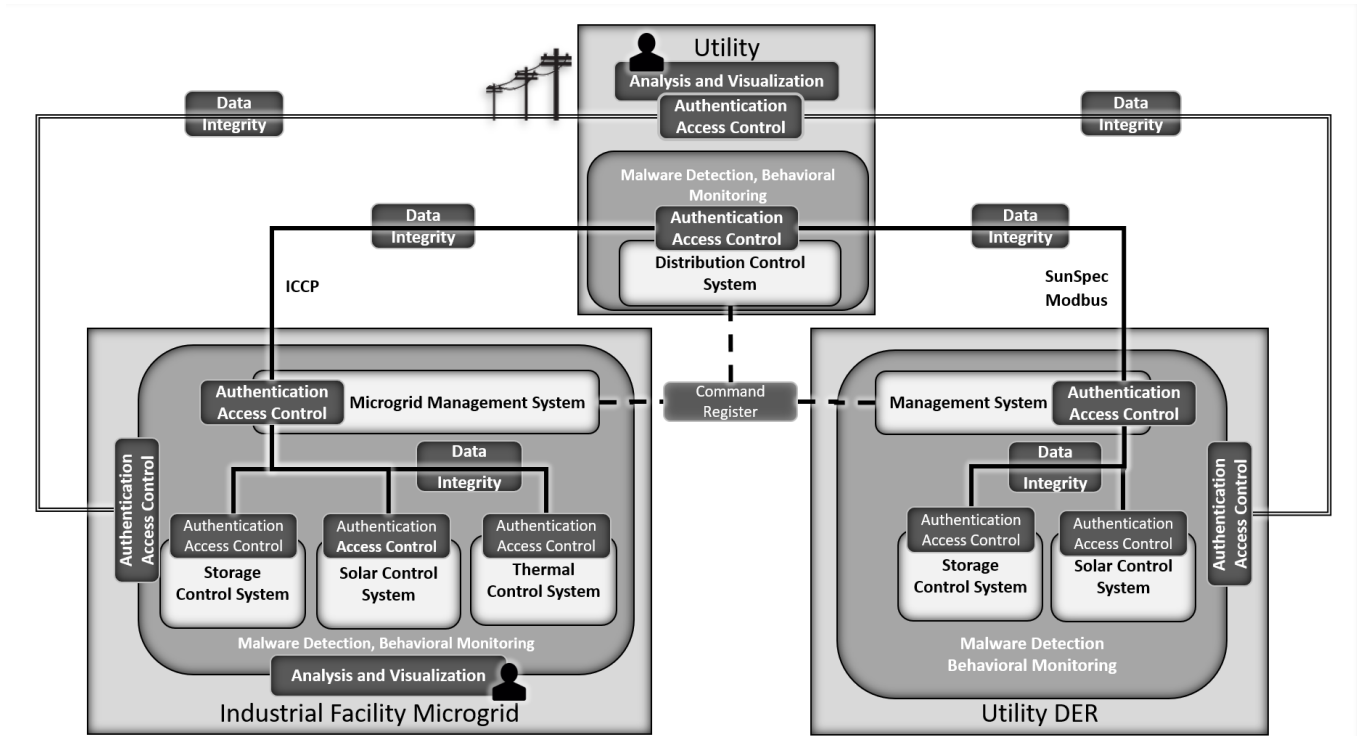 Utility
Analysis and Visualization
Authentication
Access Control
Data
Integrity
Data
Integrity
Malware Detection, Behavioral
Monitoring
Authentication
Access Control
Distribution Control
System
Data
Integrity
Data
Integrity
ICCP
SunSpec
Modbus
Authentication
Access Control
Microgrid Management System
Command
Register
Management System
Authentication
Access Control
Data
Integrity
Authentication
Access Control
Authentication
Access Control
Storage
Control System
Authentication
Access Control
Solar Control
System
Authentication
Access Control
Thermal
Control System
Malware Detection, Behavioral Monitoring
Analysis and Visualization
Industrial Facility Microgrid
Data
Integrity
Authentication
Access Control
Storage
Control System
Authentication
Access Control
Solar Control
System
Authentication
Access Control
Malware Detection
Behavioral Monitoring
Utility DER